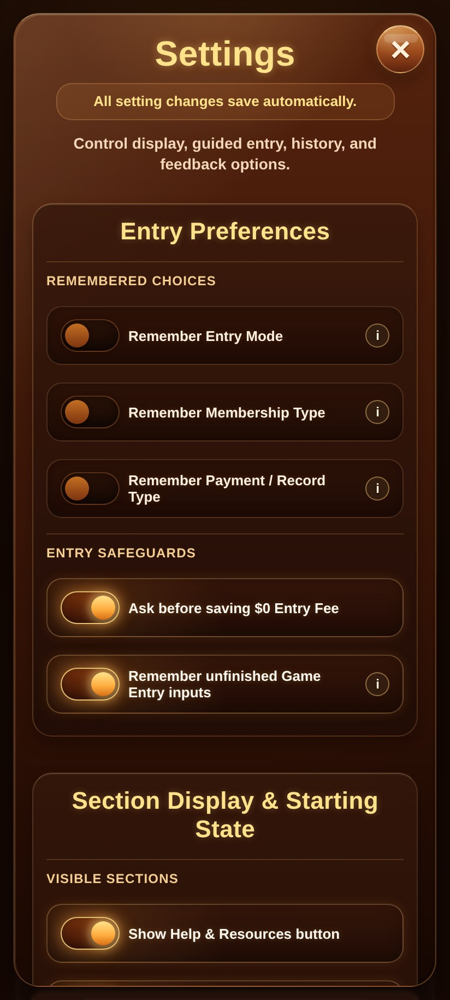 Settings
All setting changes save automatically.
Control display, guided entry, history, and
feedback options.
Entry Preferences
REMEMBERED CHOICES
Remember Entry Mode
i
Remember Membership Type
i
Remember Payment / Record
Type
i
ENTRY SAFEGUARDS
Ask before saving $0 Entry Fee
Remember unfinished Game
Entry inputs
i
Section Display & Starting
State
VISIBLE SECTIONS
Show Help & Resources button